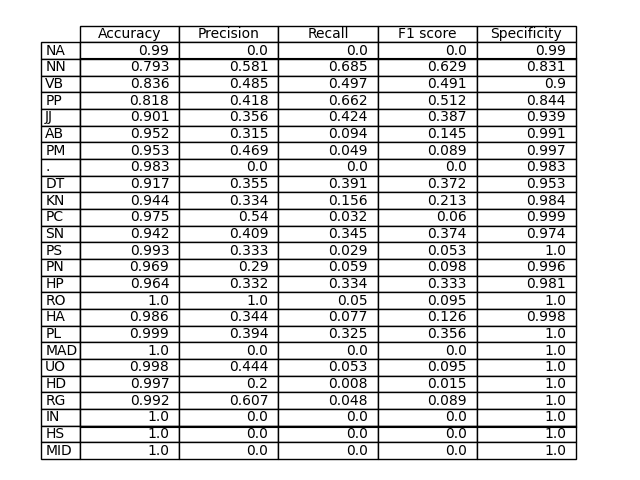 Accuracy Precision Recall F1 score Specificity
NA 0.99 0.0 0.0 0.0 0.99
NN 0.793 0.581 0.685 0.629 0.831
VB 0.836 0.485 0.497 0.491 0.9
PP 0.818 0.418 0.662 0.512 0.844
JJ 0.901 0.356 0.424 0.387 0.939
AB 0.952 0.315 0.094 0.145 0.991
PM 0.953 0.469 0.049 0.089 0.997
. 0.983 0.0 0.0 0.0 0.983
DT 0.917 0.355 0.391 0.372 0.953
KN 0.944 0.334 0.156 0.213 0.984
PC 0.975 0.54 0.032 0.06 0.999
SN 0.942 0.409 0.345 0.374 0.974
PS 0.993 0.333 0.029 0.053 1.0
PN 0.969 0.29 0.059 0.098 0.996
HP 0.964 0.332 0.334 0.333 0.981
RO 1.0 1.0 0.05 0.095 1.0
HA 0.986 0.344 0.077 0.126 0.998
PL 0.999 0.394 0.325 0.356 1.0
MAD 1.0 0.0 0.0 0.0 1.0
UO 0.998 0.444 0.053 0.095 1.0
HD 0.997 0.2 0.008 0.015 1.0
RG 0.992 0.607 0.048 0.089 1.0
IN 1.0 0.0 0.0 0.0 1.0
HS 1.0 0.0 0.0 0.0 1.0
MID 1.0 0.0 0.0 0.0 1.0